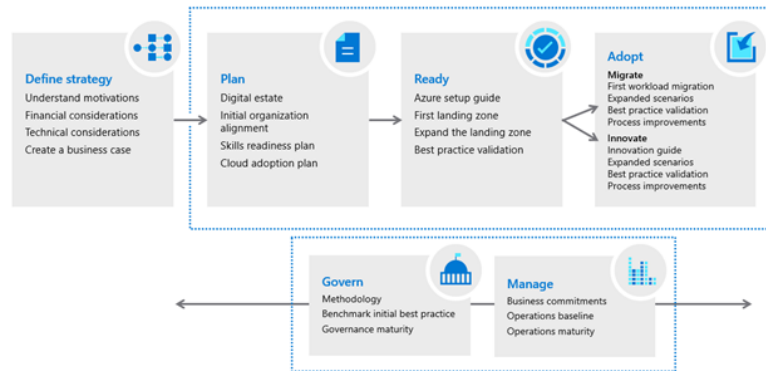 Define strategy
Understand motivations
Financial considerations
Technical considerations
Create a business case
Plan
Digital estate
Initial organization
alignment
Skills readiness plan
Cloud adoption plan
Ready
Azure setup guide
First landing zone
Expand the landing zone
Best practice validation
Adopt
Migrate
First workload migration
Expanded scenarios
Best practice validation
Process improvements
Innovate
Innovation guide
Expanded scenarios
Best practice validation
Process improvements
Govern
Methodology
Benchmark initial best practice
Governance maturity
Manage
Business commitments
Operations baseline
Operations maturity